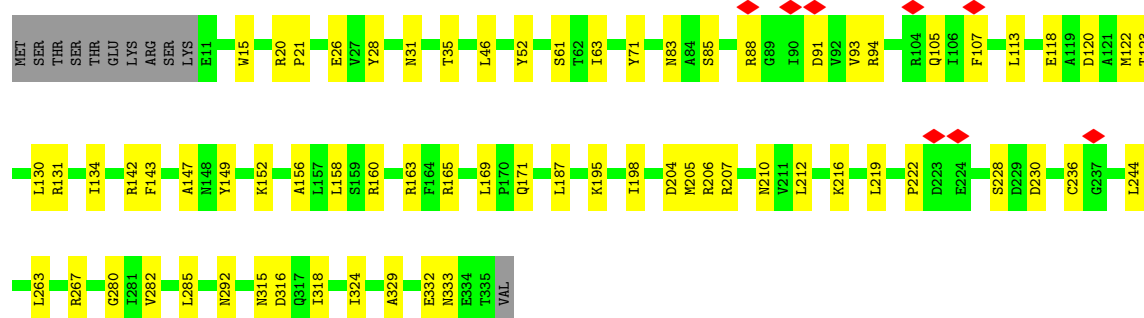 MET SER THR SER THR GLU LYS ARG SER LYS E11 W15 R20 P21 E26 V27 Y28 N31 T35 L46 Y52 S61 T62 I63 Y71 N83 A84 S85 R88 G89 I90 D91 V92 V93 R94 R104 Q105 I106 F107 L113 E118 A119 D120 A121 M122 T123
L130 R131 I134 R142 F143 A147 N148 Y149 K152 A156 L157 L158 S159 R160 R163 F164 R165 L169 P170 Q171 L187 K195 I198 D204 M205 R206 R207 N210 V211 L212 K216 L219 P222 D223 E224 S228 D229 D230 C236 G237 L244
L263 R267 G280 I281 V282 L285 N292 N315 D316 Q317 I318 I324 A329 E332 N333 E334 T335 VAL